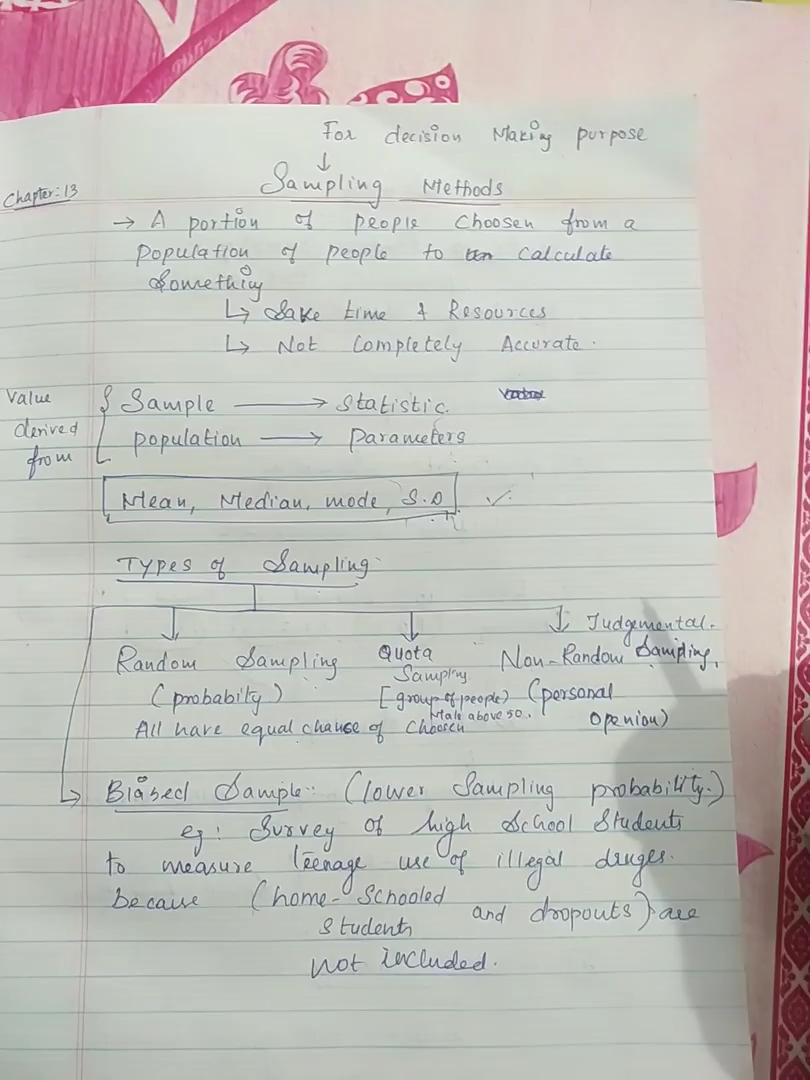 For decision Making purpose
↓
Chapter:13
Sampling Methods
→ A portion of people Choosen from a
population of people to calculate
Something
↳ Sake time & Resources
↳ Not Completely Accurate.
Value derived from
{ Sample → Statistic.
population → Parameters
Mean, Median, mode, S.D ✓
Types of Sampling
Random Sampling
(probabity)
All have equal chance of Choosen
Quota
Sampling
[group of people)
Male above 50.
Judgemental.
Non-Random Sampling,
(personal
openion)
↳ Biased Sample:- (lower Sampling probability.)
eg: Survey of high School Students
to measure teenage use of illegal druges.
because (home-Schooled
Students and dropouts) are
not included.